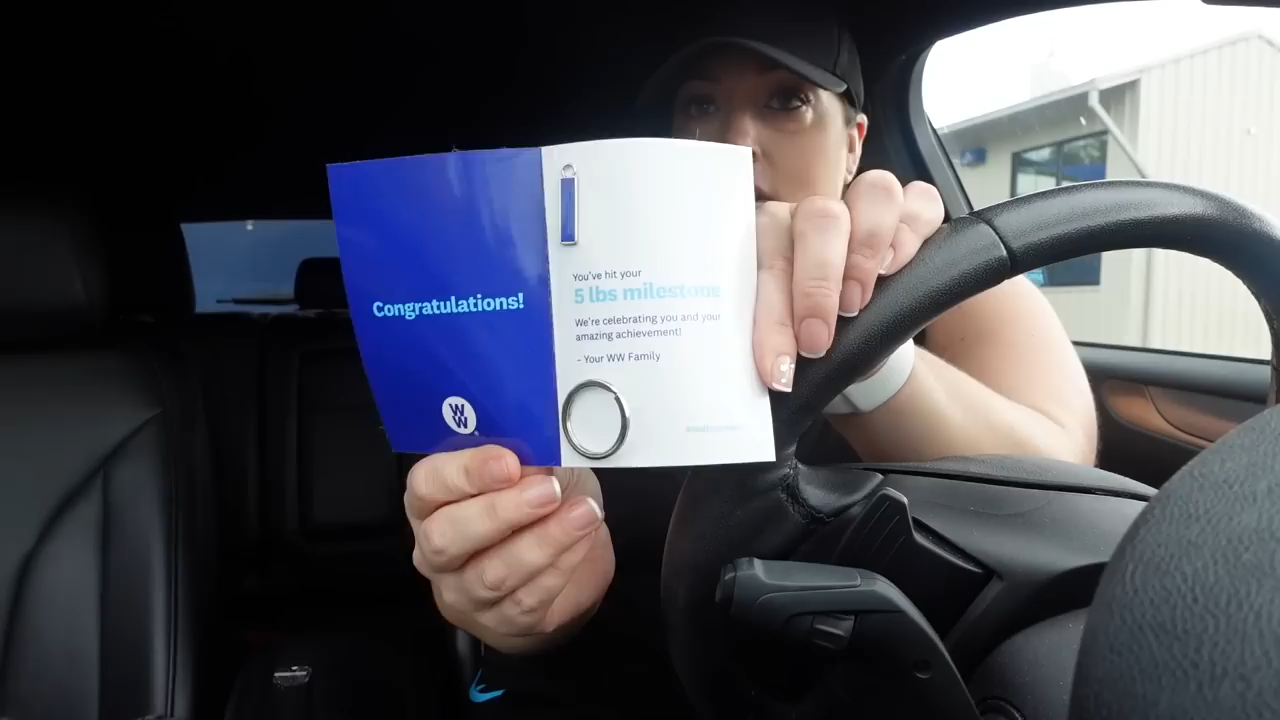 Congratulations!
WW
You've hit your
5 lbs milestone
We're celebrating you and your
amazing achievement!
– Your WW Family